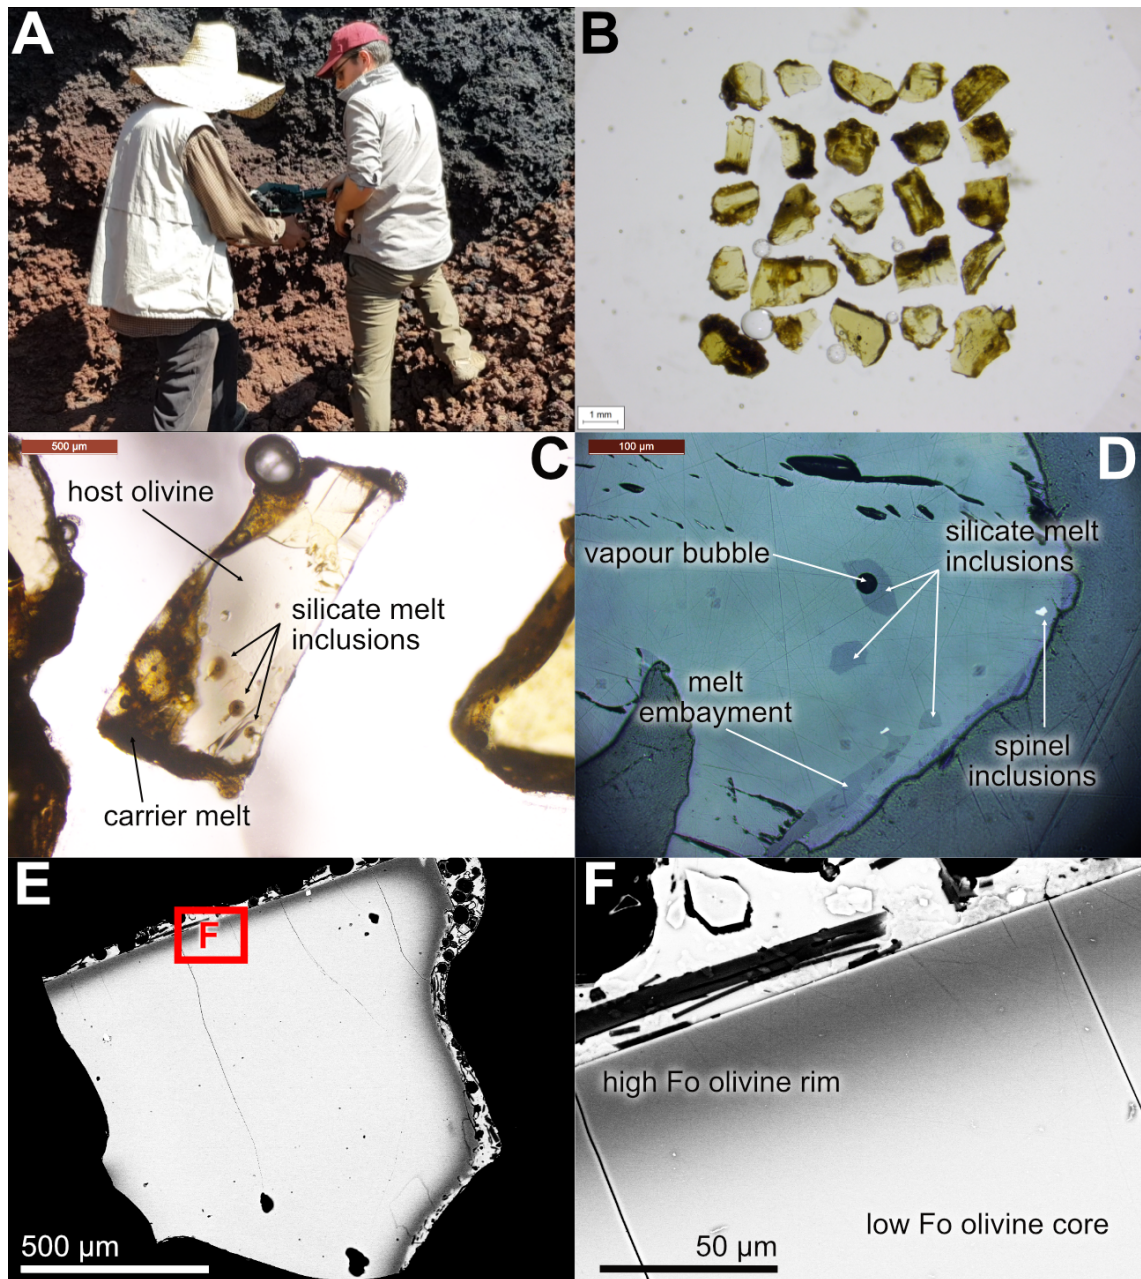 A
B
1 mm
500 µm
C
host olivine
silicate melt
inclusions
carrier melt
100 µm
D
vapour bubble
silicate melt
inclusions
melt
embayment
spinel
inclusions
E
F
500 µm
F
high Fo olivine rim
low Fo olivine core
50 µm